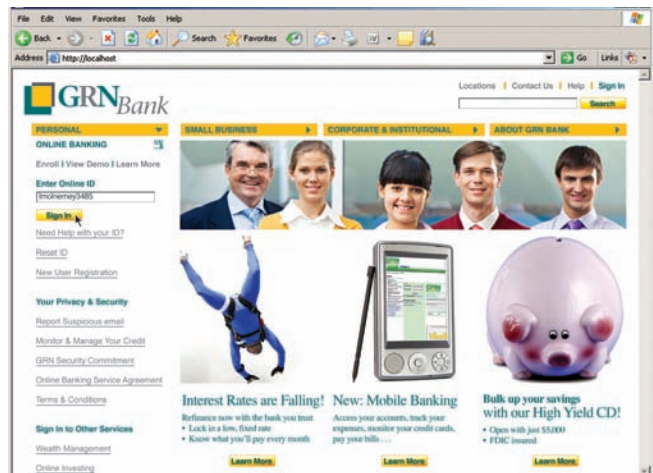 File Edit View Favorites Tools Help
Back Search Favorites
Address http://localhost Go Links
Locations | Contact Us | Help | Sign In
GRNBank
Search
PERSONAL SMALL BUSINESS CORPORATE & INSTITUTIONAL ABOUT GRN BANK
ONLINE BANKING
Enroll | View Demo | Learn More
Enter Online ID
lmolnerney3485
Sign In
Need Help with your ID?
Reset ID
New User Registration
Your Privacy & Security
Report Suspicious email
Monitor & Manage Your Credit
GRN Security Commitment
Online Banking Service Agreement
Terms & Conditions
Sign In to Other Services
Wealth Management
Online Investing
Interest Rates are Falling!
Refinance now with the bank you trust
• Lock in a low, fixed rate
• Know what you'll pay every month
Learn More
GRN
New: Mobile Banking
Access your accounts, track your
expenses, monitor your credit cards,
pay your bills . . .
Learn More
Bulk up your savings
with our High Yield CD!
• Open with just $5,000
• FDIC insured
Learn More